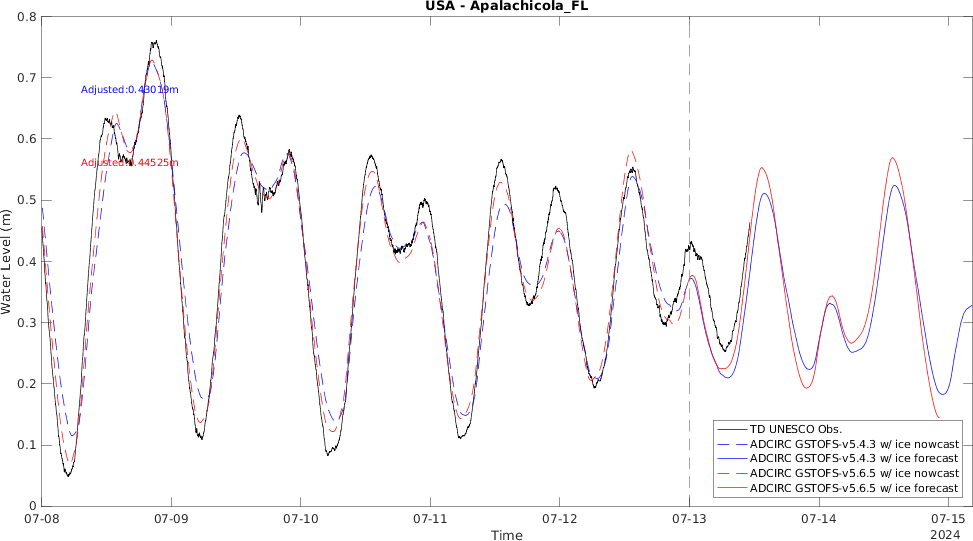 USA - Apalachicola_FL
0.8
0.7
Adjusted:0.43019m
0.6
Adjusted:0.44525m
0.5
0.4
0.3
0.2
0.1
0
Water Level (m)
TD UNESCO Obs.
ADCIRC GSTOFS-v5.4.3 w/ ice nowcast
ADCIRC GSTOFS-v5.4.3 w/ ice forecast
ADCIRC GSTOFS-v5.6.5 w/ ice nowcast
ADCIRC GSTOFS-v5.6.5 w/ ice forecast
07-08 07-09 07-10 07-11 07-12 07-13 07-14 07-15
Time
2024